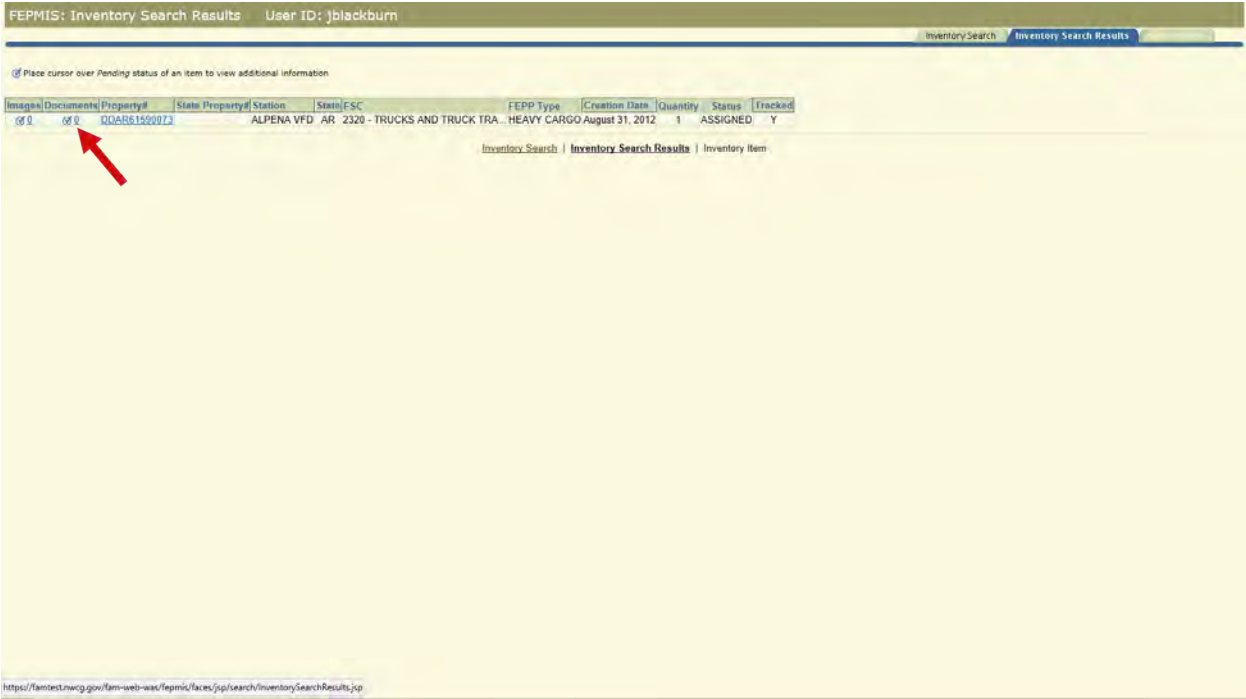 FEPMIS: Inventory Search Results User ID: jblackburn
Inventory Search Inventory Search Results
Place cursor over Pending status of an item to view additional information
Images Documents Property# State Property# Station State FSC FEPP Type Creation Date Quantity Status Tracked
0 0 DDAR61590073 ALPENA VFD AR 2320 - TRUCKS AND TRUCK TRA... HEAVY CARGO August 31, 2012 1 ASSIGNED Y
Inventory Search | Inventory Search Results | Inventory Item
https://famtest.nwcg.gov/fam-web-was/fepmis/faces/jsp/search/InventorySearchResults.jsp